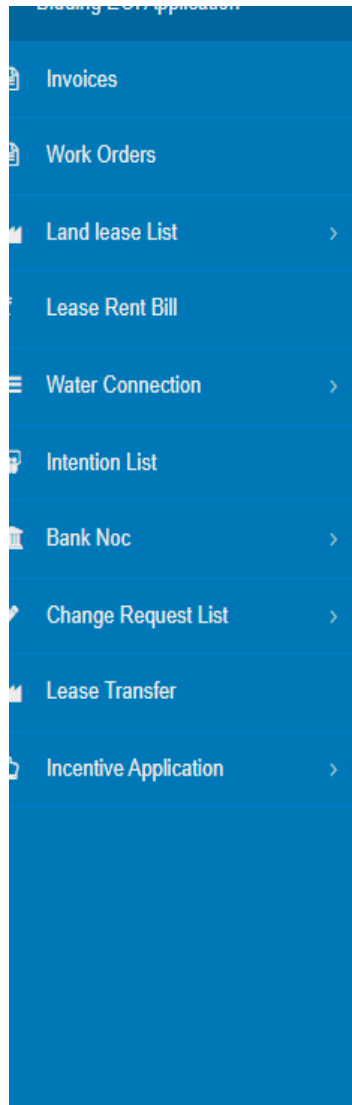 Invoices
Work Orders
Land lease List
Lease Rent Bill
Water Connection
Intention List
Bank Noc
Change Request List
Lease Transfer
Incentive Application